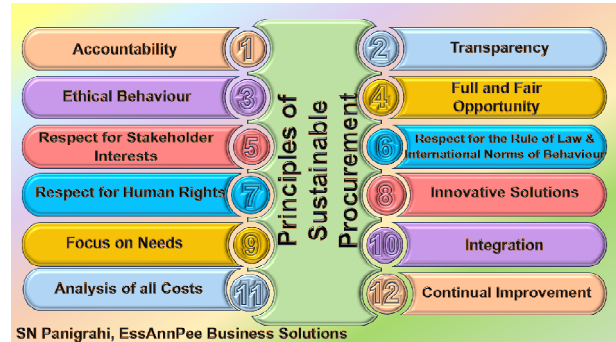 Accountability
1
2
Transparency
Ethical Behaviour
3
4
Full and Fair
Opportunity
Respect for Stakeholder
Interests
5
6
Respect for the Rule of Law &
International Norms of Behaviour
Respect for Human Rights
7
8
Innovative Solutions
Focus on Needs
9
10
Integration
Analysis of all Costs
11
12
Continual Improvement
Principles of
Sustainable
Procurement
SN Panigrahi, EssAnnPee Business Solutions